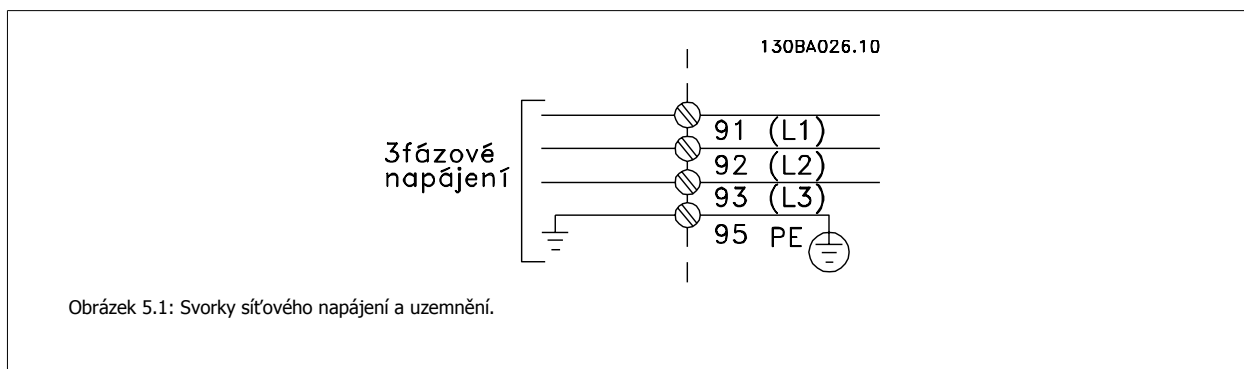 130BA026.10
3fázové
napájení
91 (L1)
92 (L2)
93 (L3)
95 PE
Obrázek 5.1: Svorky síťového napájení a uzemnění.